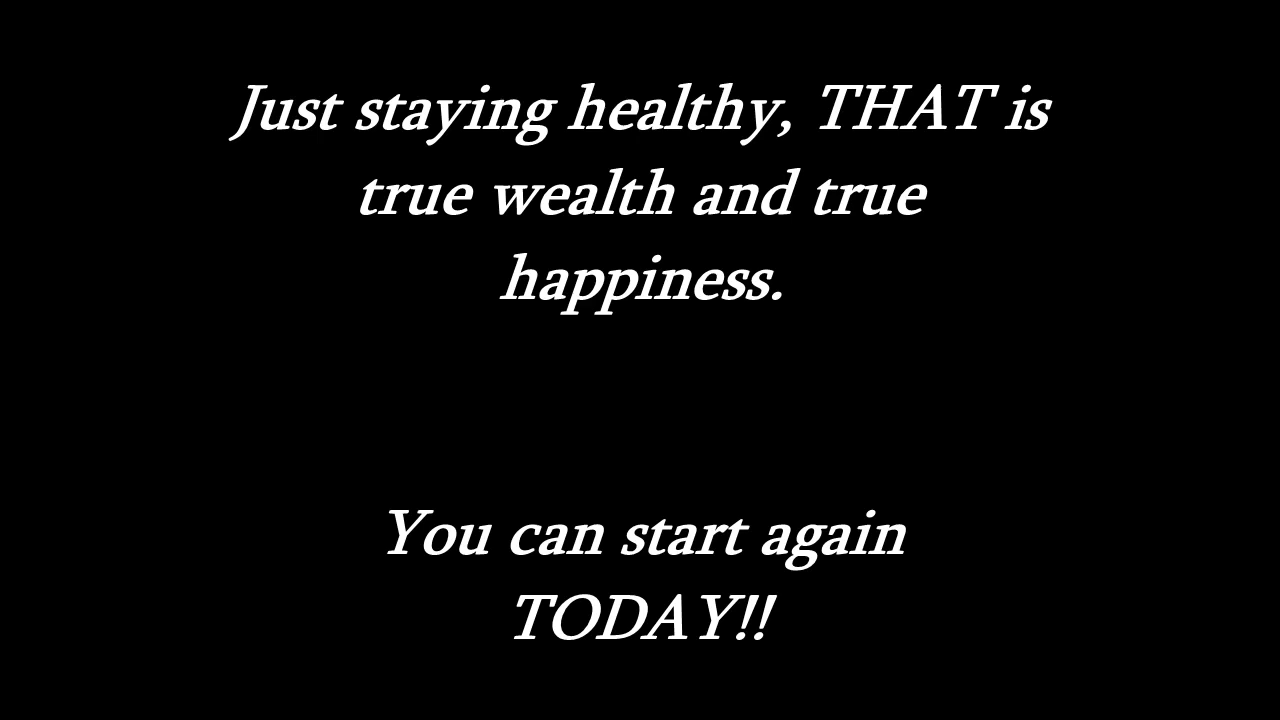 Just staying healthy, THAT is
true wealth and true
happiness.
You can start again
TODAY!!